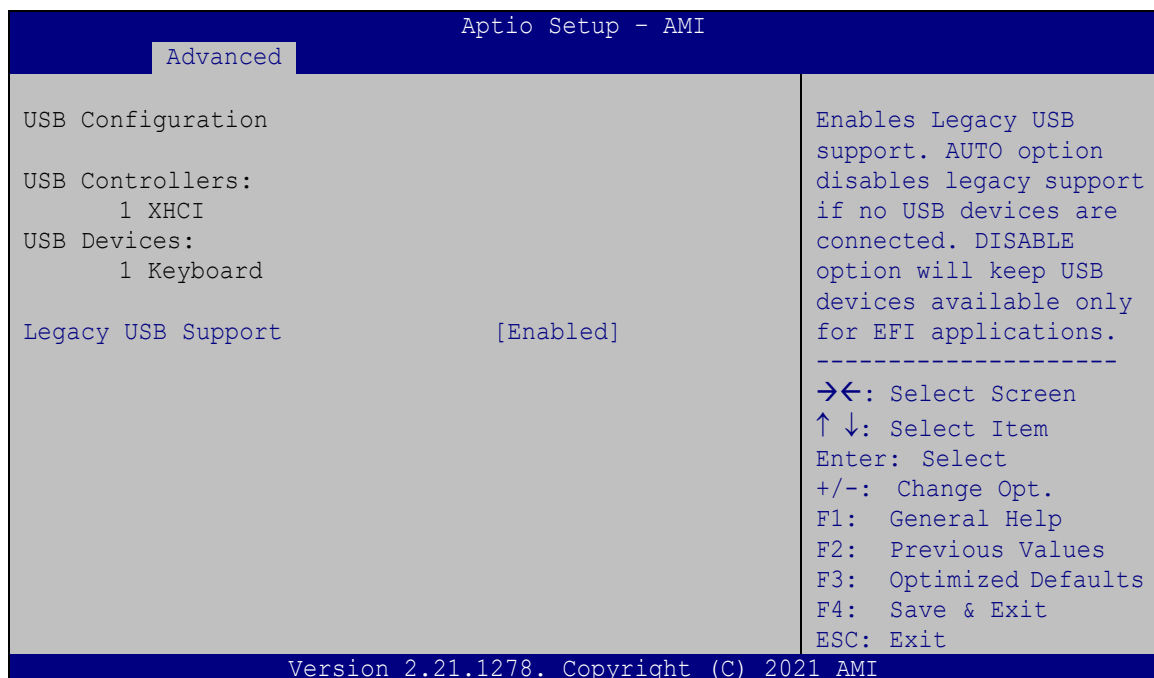 Aptio Setup – AMI
Advanced
USB Configuration
USB Controllers:
1 XHCI
USB Devices:
1 Keyboard
Legacy USB Support [Enabled]
Enables Legacy USB
support. AUTO option
disables legacy support
if no USB devices are
connected. DISABLE
option will keep USB
devices available only
for EFI applications.
---------------------
→←: Select Screen
↑ ↓: Select Item
Enter: Select
+/-: Change Opt.
F1: General Help
F2: Previous Values
F3: Optimized Defaults
F4: Save & Exit
ESC: Exit
Version 2.21.1278. Copyright (C) 2021 AMI